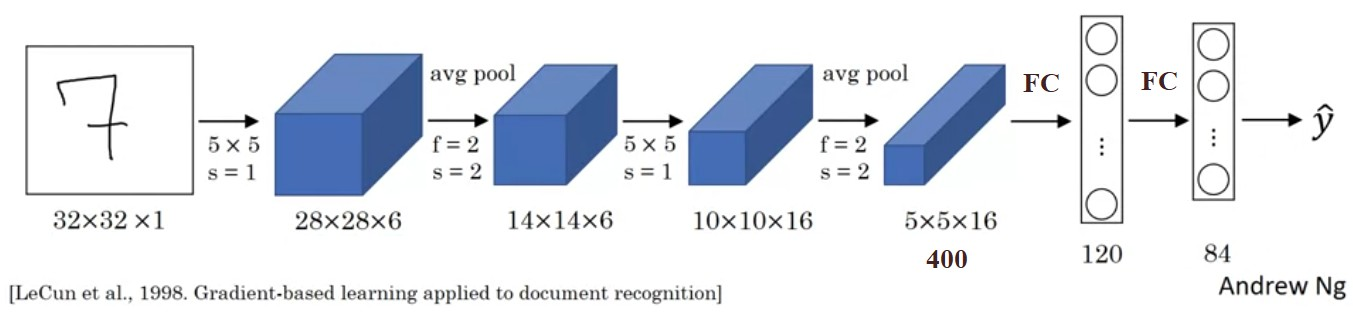 7
32×32 ×1
5 × 5
s = 1
28×28×6
avg pool
f = 2
s = 2
14×14×6
5 × 5
s = 1
10×10×16
avg pool
f = 2
s = 2
5×5×16
400
FC
⋮
120
FC
⋮
84
ŷ
[LeCun et al., 1998. Gradient-based learning applied to document recognition]
Andrew Ng